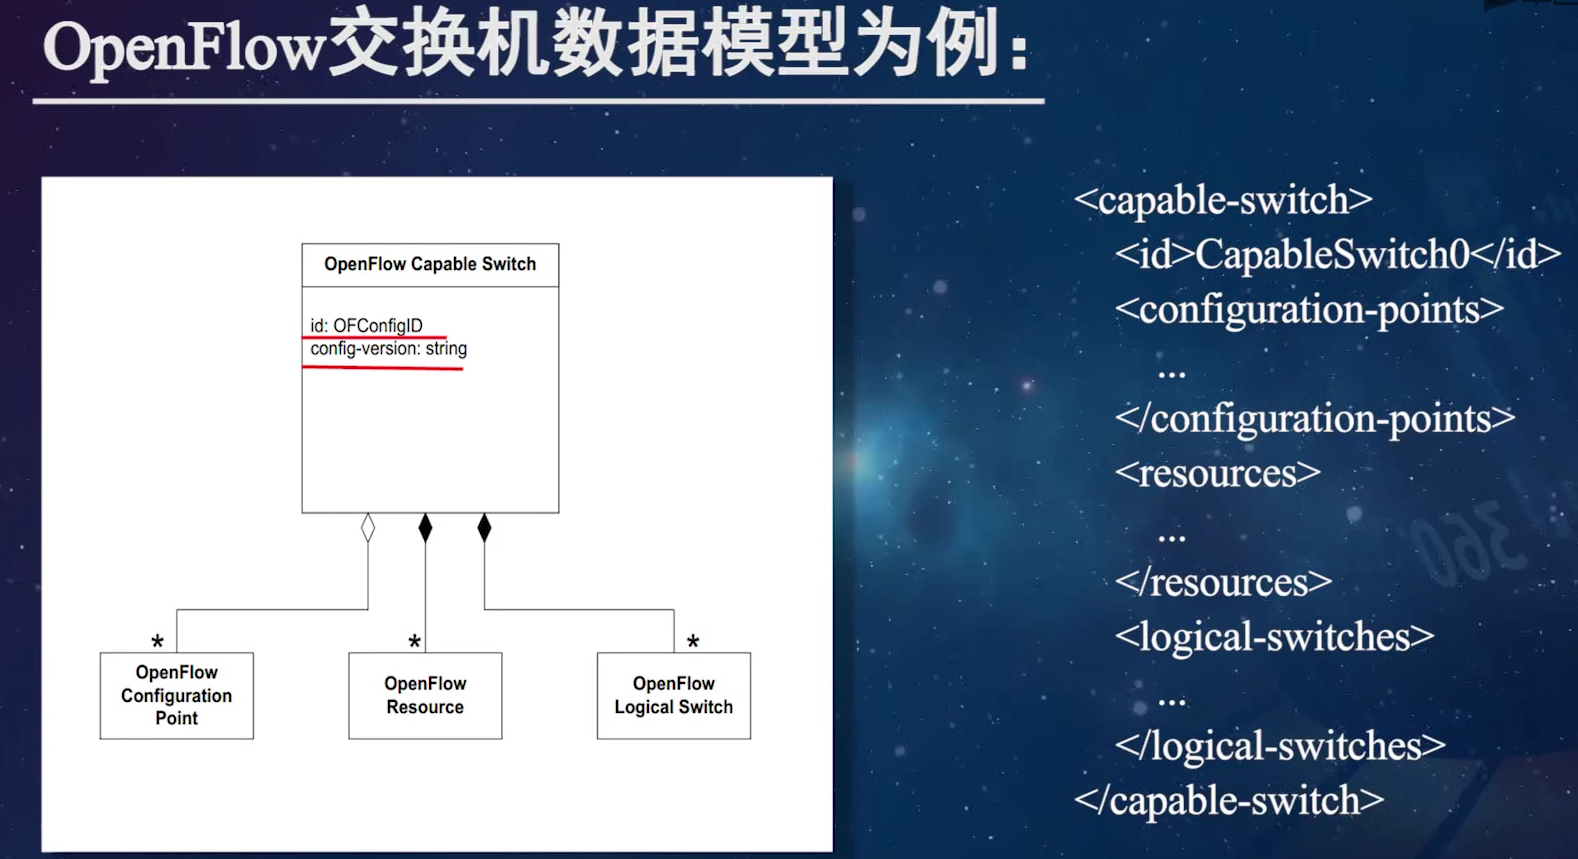 OpenFlow交换机数据模型为例：
OpenFlow Capable Switch
id: OFConfigID
config-version: string
*
*
*
OpenFlow
Configuration
Point
OpenFlow
Resource
OpenFlow
Logical Switch
<capable-switch>
<id>CapableSwitch0</id>
<configuration-points>
...
</configuration-points>
<resources>
...
</resources>
<logical-switches>
...
</logical-switches>
</capable-switch>
360